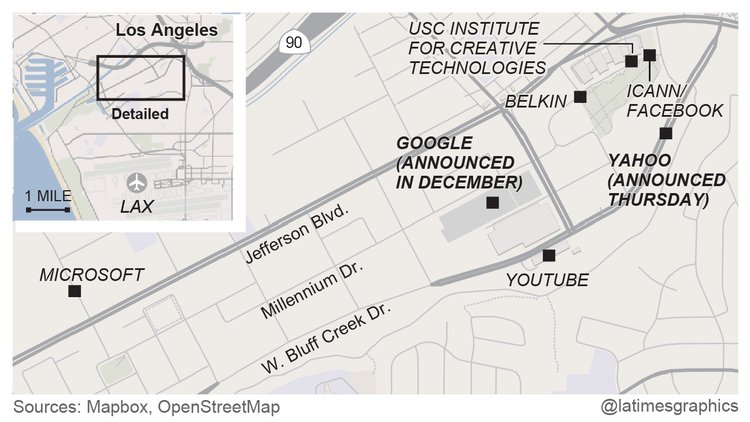 Los Angeles
Detailed
1 MILE
LAX
90
USC INSTITUTE
FOR CREATIVE
TECHNOLOGIES
BELKIN
ICANN/
FACEBOOK
GOOGLE
(ANNOUNCED
IN DECEMBER)
YAHOO
(ANNOUNCED
THURSDAY)
Jefferson Blvd.
MICROSOFT
Millennium Dr.
YOUTUBE
W. Bluff Creek Dr.
Sources: Mapbox, OpenStreetMap
@latimesgraphics